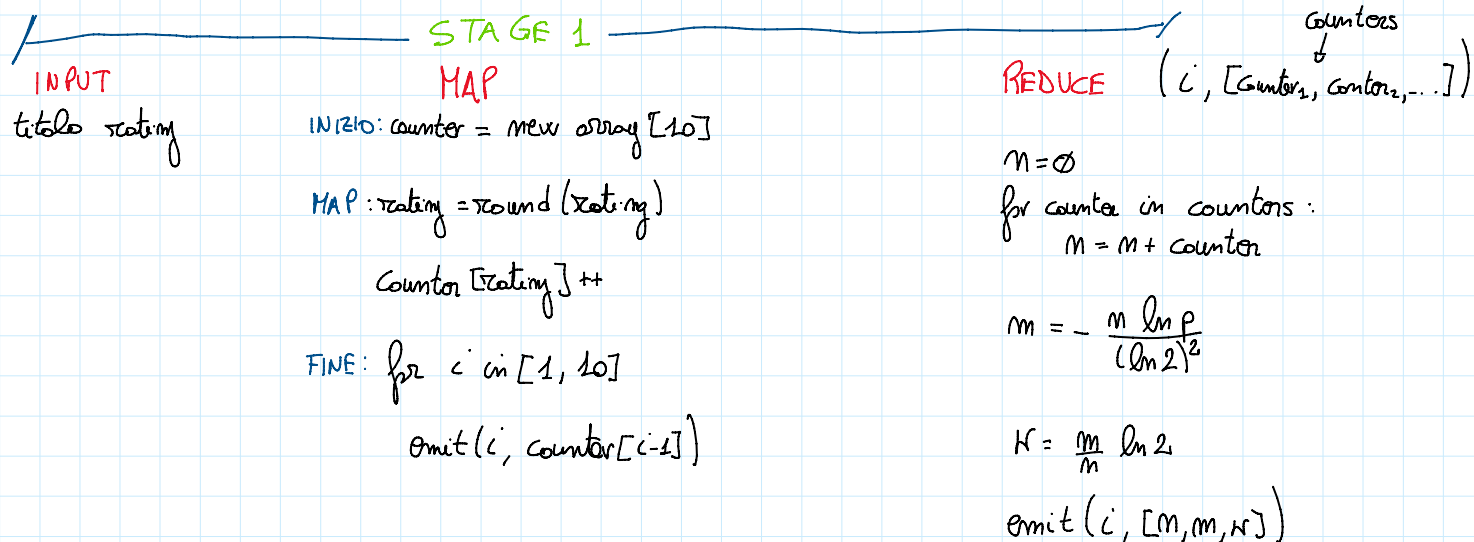 STAGE 1
INPUT
titolo rating
MAP
INIZIO: counter = new array [10]
MAP: rating = round (rating)
counter [rating] ++
FINE: for i in [1, 10]
emit (i, counter [i-1])
REDUCE (i, [counter₁, counter₂, ...])
counters
n = ∅
for counter in counters :
n = n + counter
m = - n ln p / (ln 2)²
K = m/n ln 2
emit (i, [n, m, K])